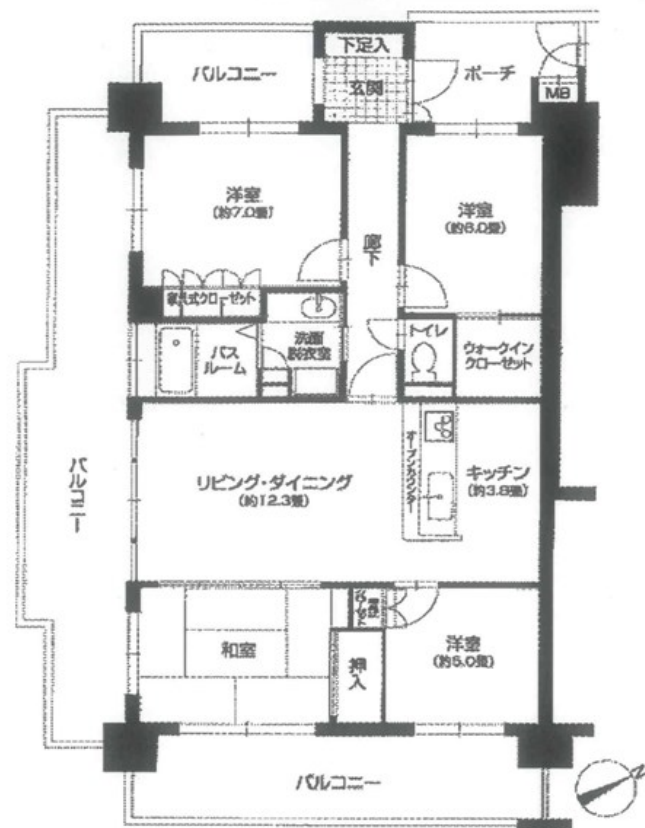 下足入
バルコニー
玄関
ポーチ
MB
洋室
(約7.0畳)
洋室
(約6.0畳)
廊下
家具式クローゼット
洗面
脱衣室
バス
ルーム
トイレ
ウォークイン
クローゼット
バルコニー
リビング・ダイニング
(約12.3畳)
オープンカウンター
キッチン
(約3.8畳)
和室
押入
洋室
(約5.0畳)
バルコニー
N